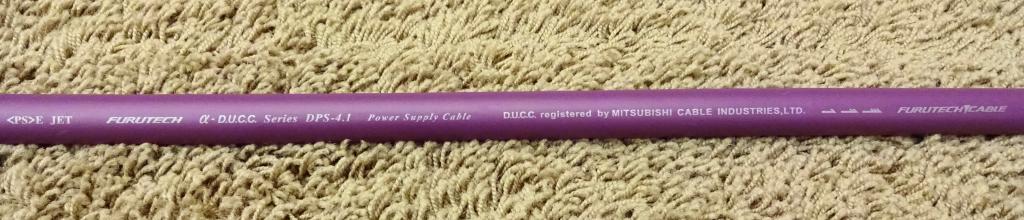 <PS>E JET FURUTECH α-D.U.C.C. Series DPS-4.1 Power Supply Cable D.U.C.C. registered by MITSUBISHI CABLE INDUSTRIES,LTD. FURUTECH CABLE